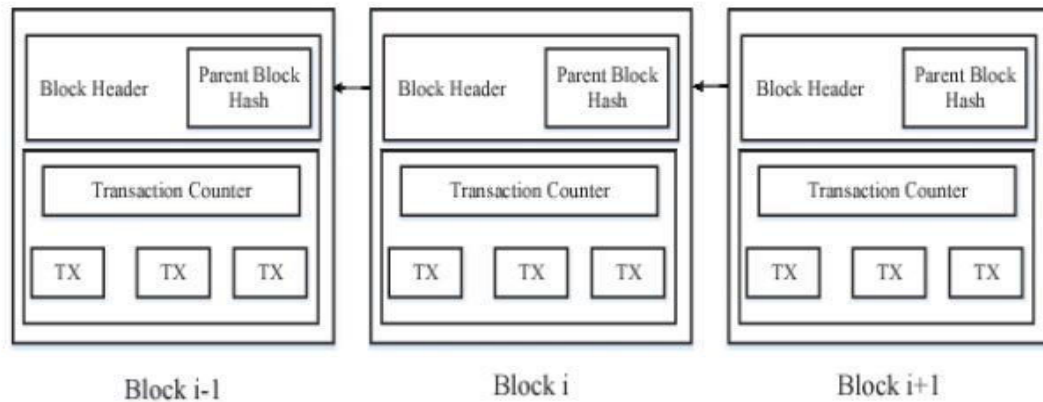 Block Header
Parent Block
Hash
Transaction Counter
TX TX TX
Block i-1
Block Header
Parent Block
Hash
Transaction Counter
TX TX TX
Block i
Block Header
Parent Block
Hash
Transaction Counter
TX TX TX
Block i+1